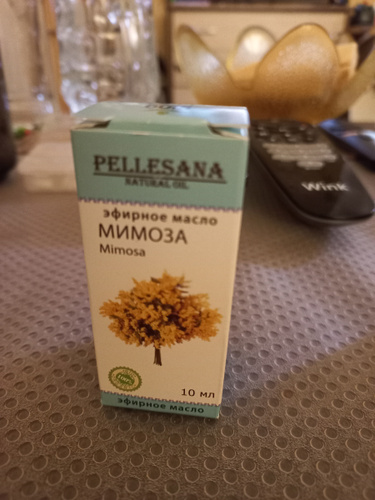 PELLESANA
NATURAL OIL
эфирное масло
МИМОЗА
Mimosa
10 мл
эфирное масло
Wink